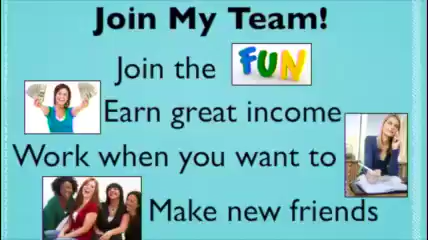 Join My Team!
Join the FUN
Earn great income
Work when you want to
Make new friends